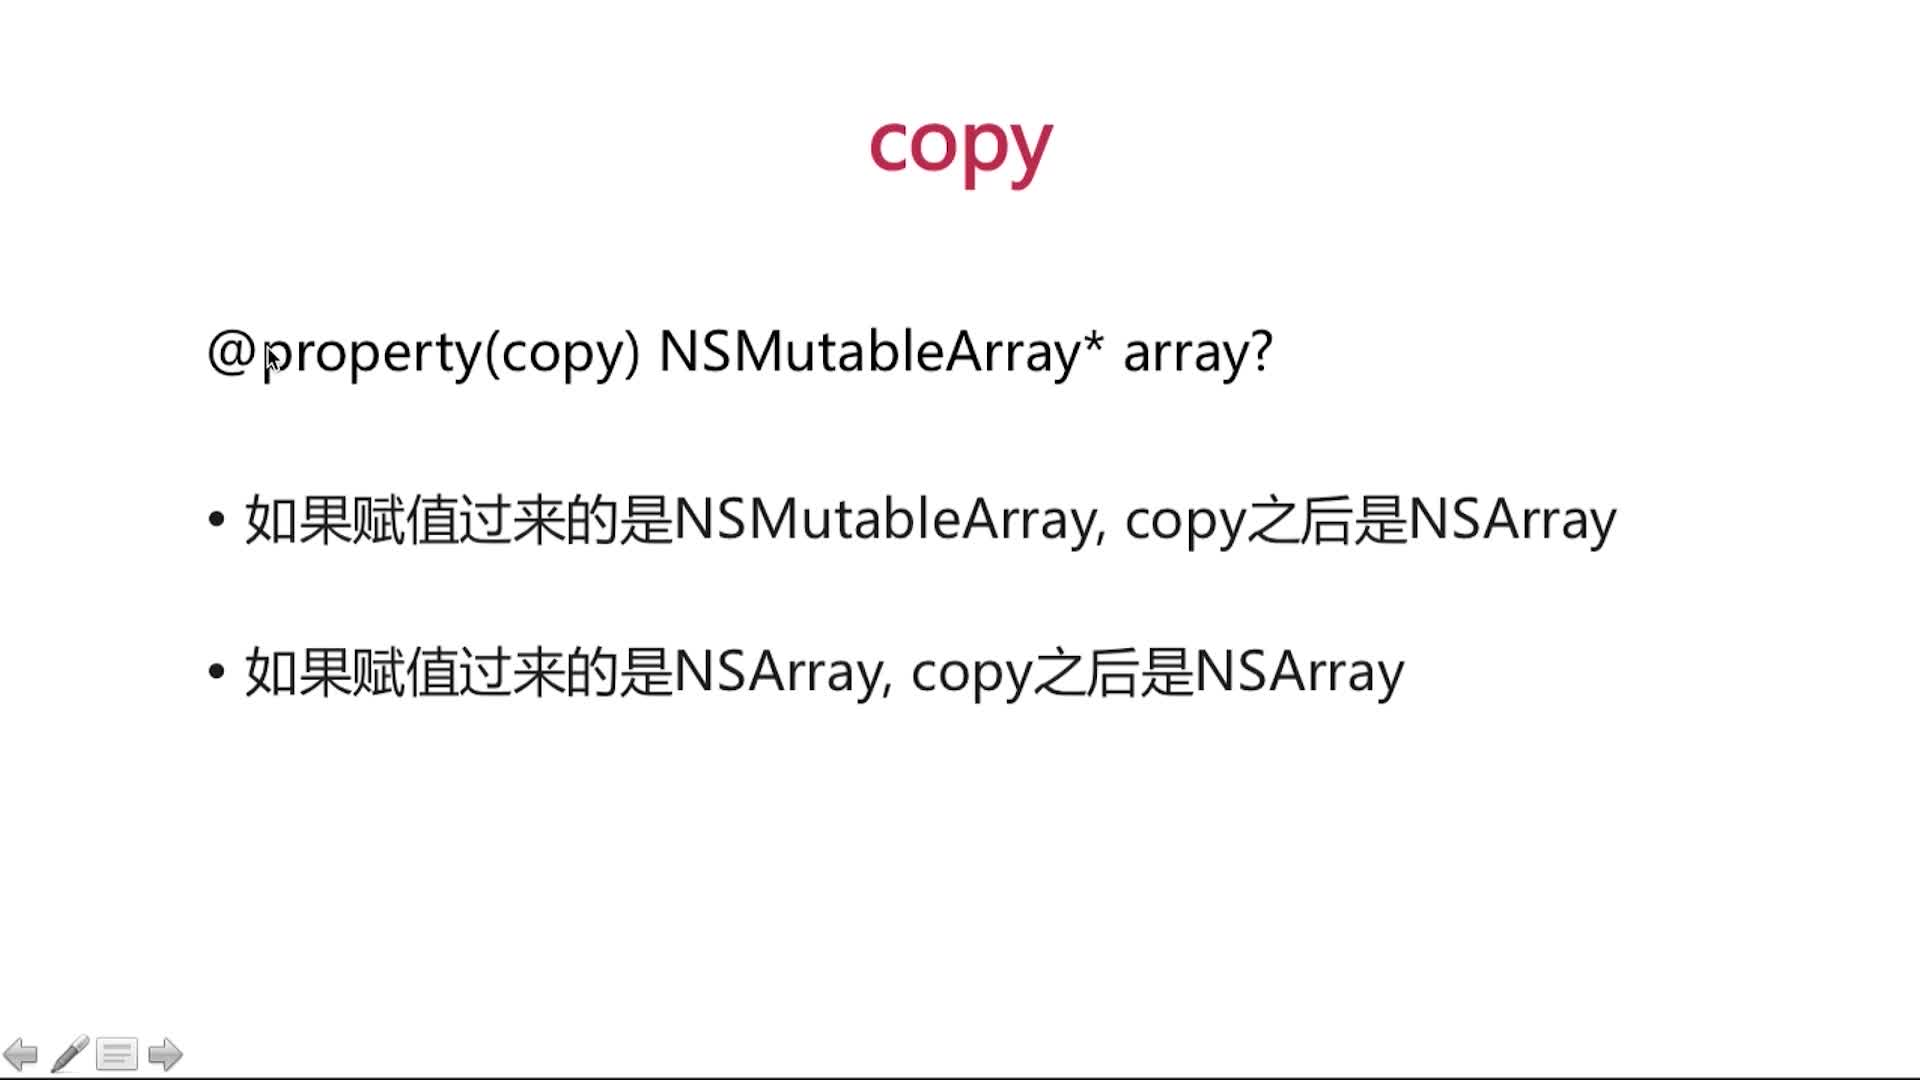 copy
@property(copy) NSMutableArray* array?
• 如果赋值过来的是NSMutableArray, copy之后是NSArray
• 如果赋值过来的是NSArray, copy之后是NSArray